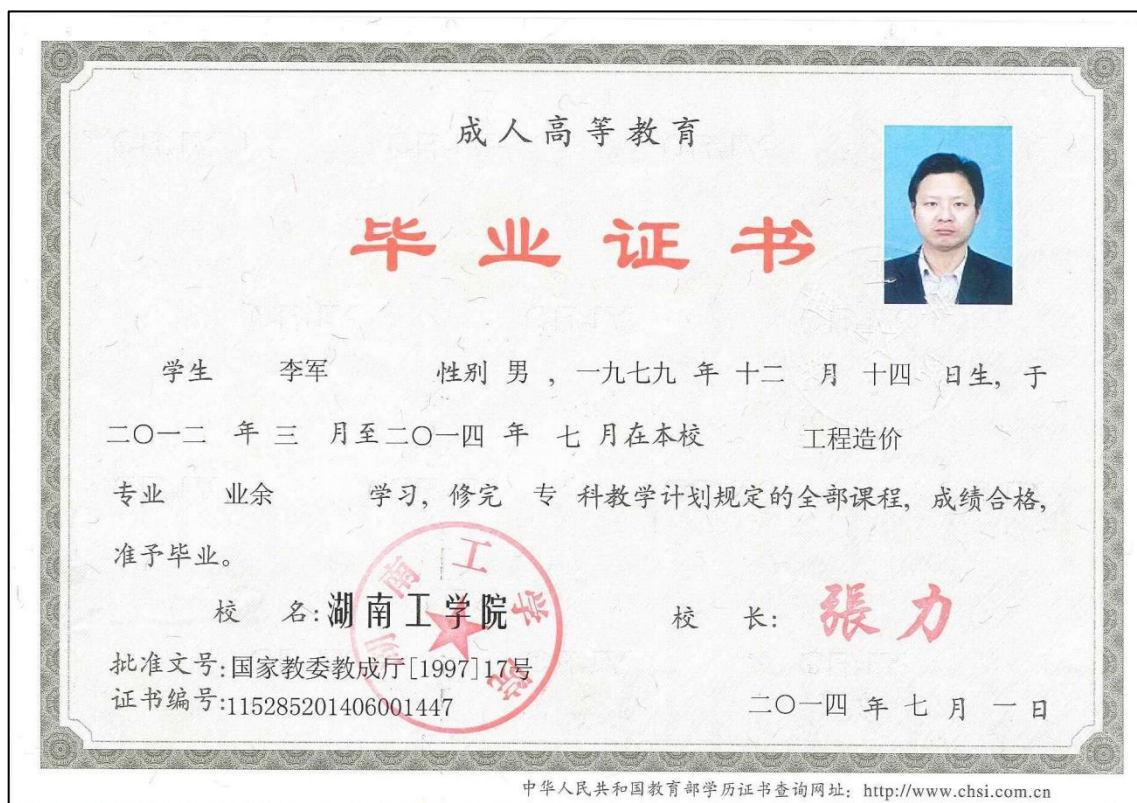 成人高等教育
毕业证书
学生 李军 性别 男 , 一九七九 年 十二 月 十四 日生, 于
二〇一二 年 三 月至二〇一四 年 七 月在本校 工程造价
专业 业余 学习, 修完 专 科教学计划规定的全部课程, 成绩合格,
准予毕业。
湖南工学院
校 名: 湖南工学院
校 长: 張力
批准文号: 国家教委教成厅[1997]17号
证书编号: 115285201406001447
二〇一四 年 七 月 一 日
中华人民共和国教育部学历证书查询网址: http://www.chsi.com.cn